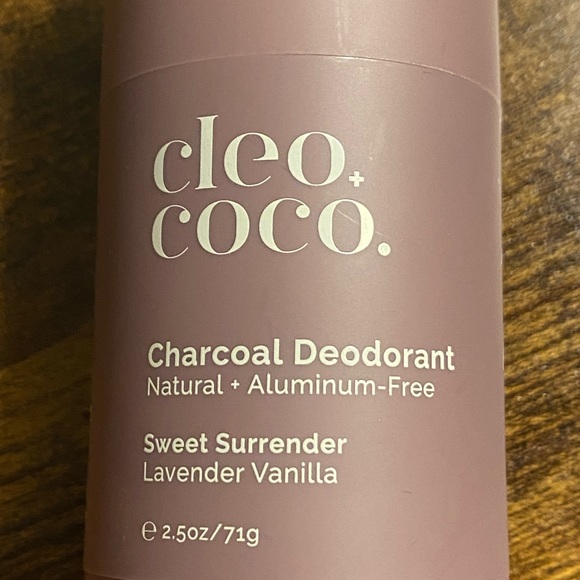 cleo+
coco.
Charcoal Deodorant
Natural + Aluminum-Free
Sweet Surrender
Lavender Vanilla
℮ 2.5oz/71g